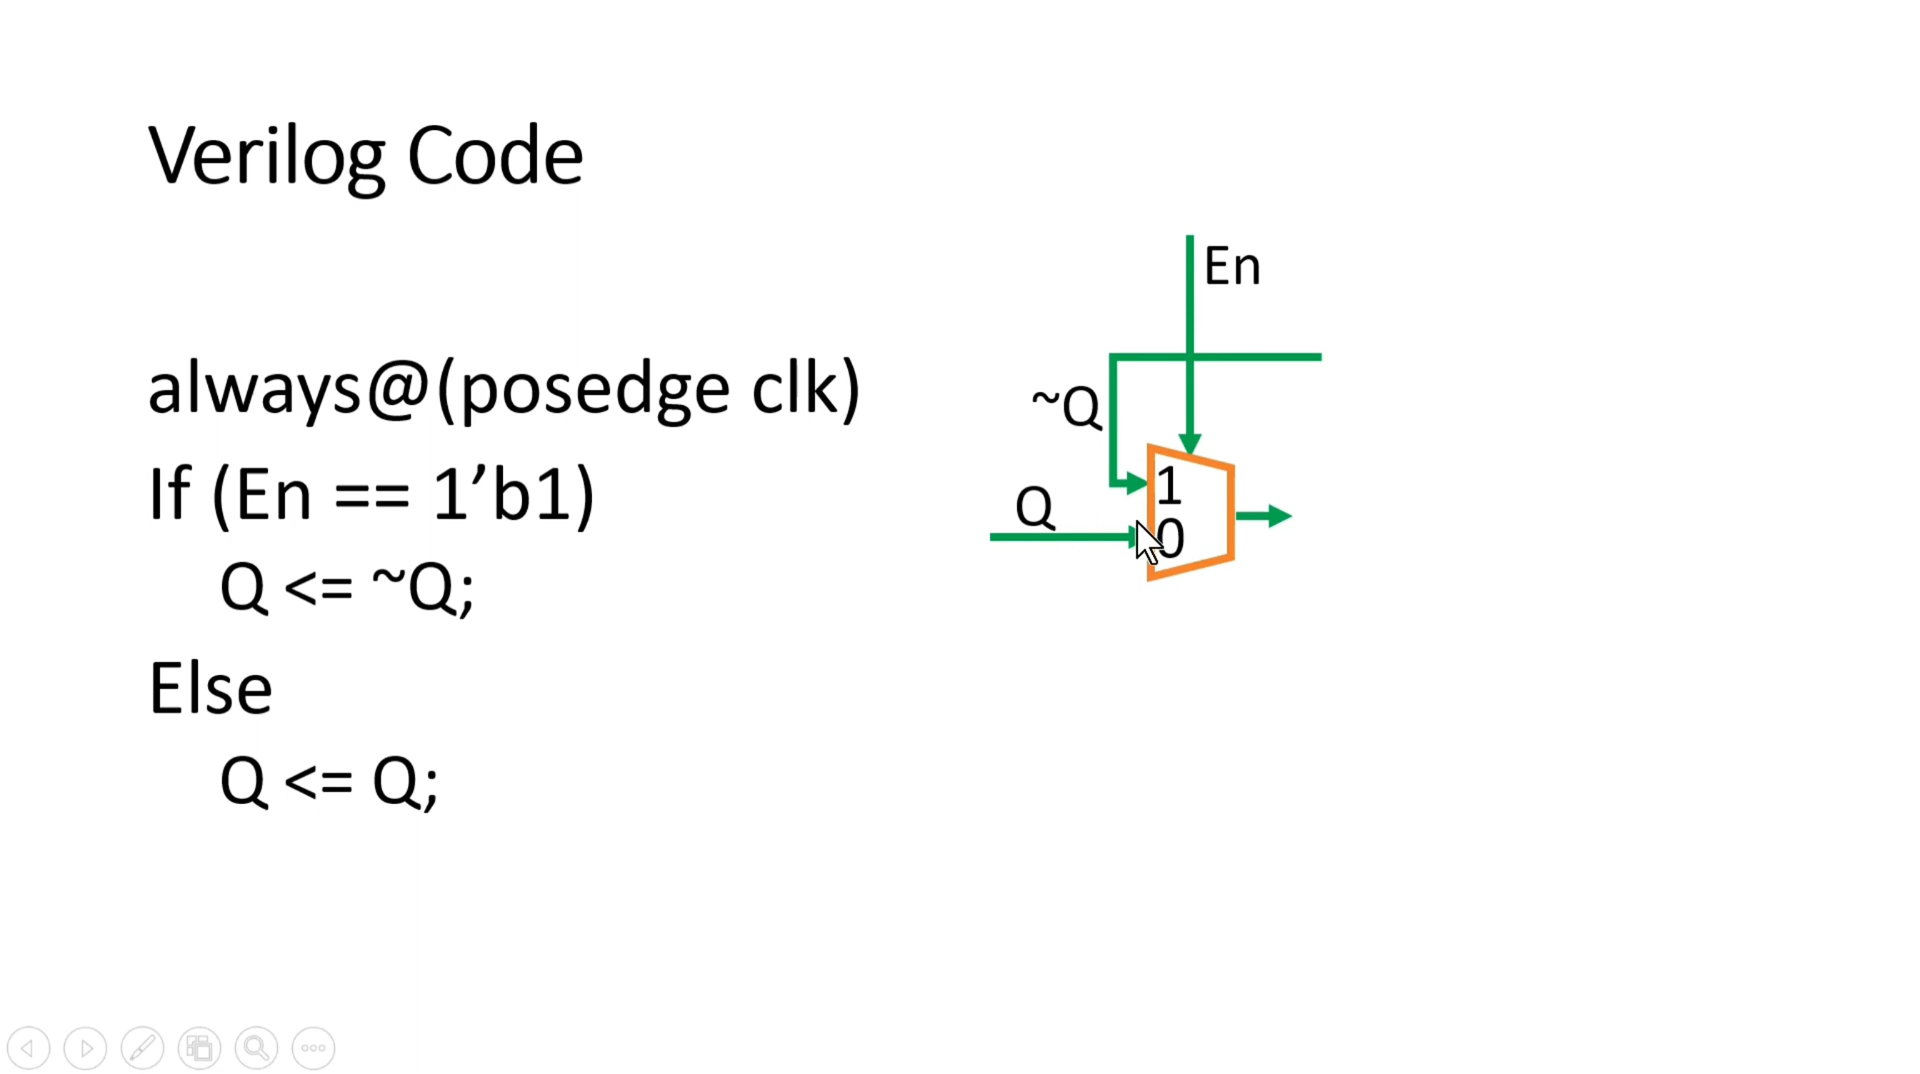 Verilog Code
always@(posedge clk)
If (En == 1’b1)
Q <= ~Q;
Else
Q <= Q;
En
~Q
Q
1
0